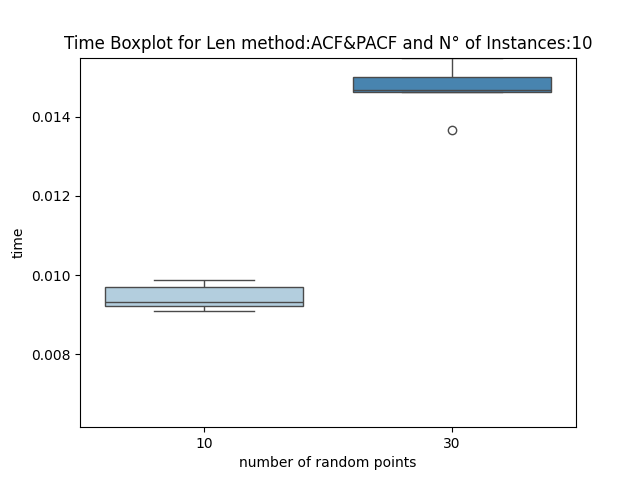 Time Boxplot for Len method:ACF&PACF and N° of Instances:10
0.014
0.012
0.010
0.008
time
10
30
number of random points